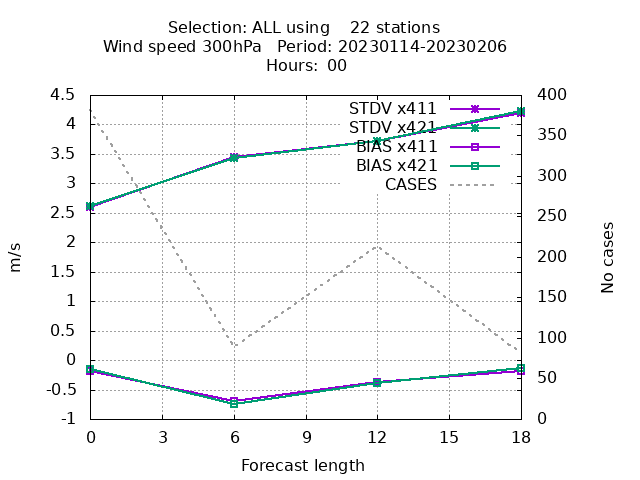 Selection: ALL using    22 stations
Wind speed 300hPa   Period: 20230114-20230206
Hours: 00
4.5
4
3.5
3
2.5
2
1.5
1
0.5
0
-0.5
-1
m/s
STDV x411
STDV x421
BIAS x411
BIAS x421
CASES
400
350
300
250
200
150
100
50
0
No cases
0 3 6 9 12 15 18
Forecast length